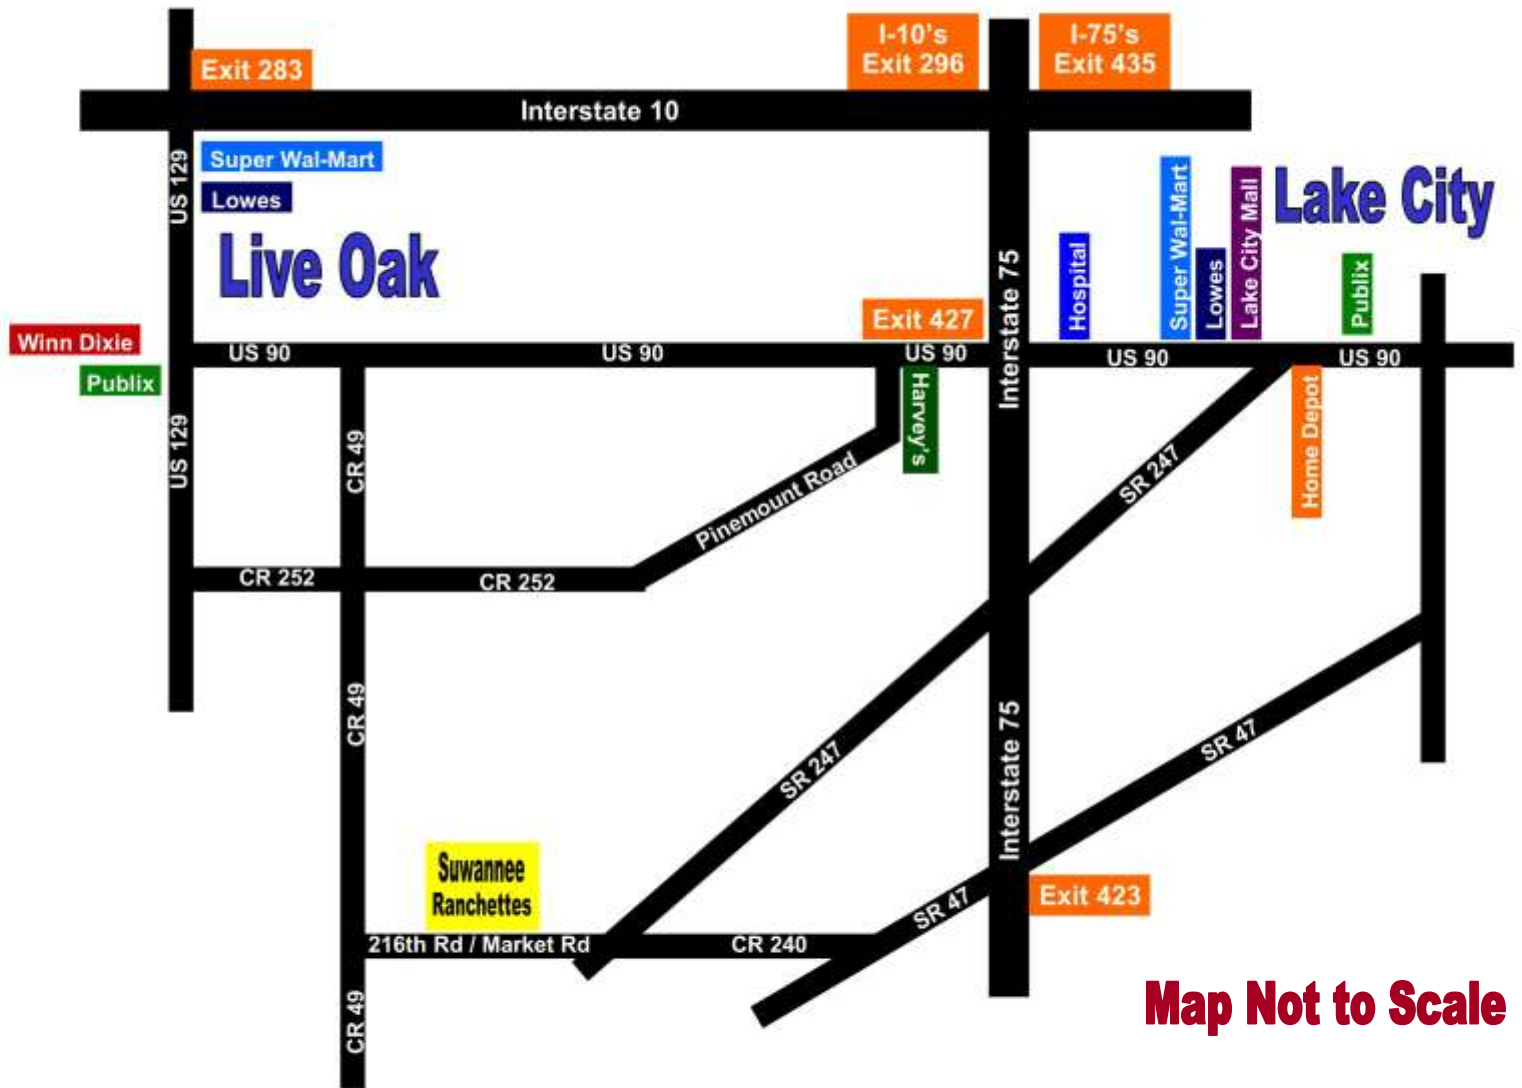 Exit 283
I-10's
Exit 296
I-75's
Exit 435
Interstate 10
US 129
Super Wal-Mart
Lowes
Live Oak
Interstate 75
Hospital
Super Wal-Mart
Lowes
Lake City Mall
Lake City
Publix
Winn Dixie
Publix
Exit 427
US 90
US 90
US 90
US 90
US 90
US 129
CR 49
Harvey's
Home Depot
Pinemount Road
SR 247
CR 252
CR 252
CR 49
SR 247
Interstate 75
SR 47
Suwannee
Ranchettes
Exit 423
SR 47
216th Rd / Market Rd
CR 240
CR 49
Map Not to Scale